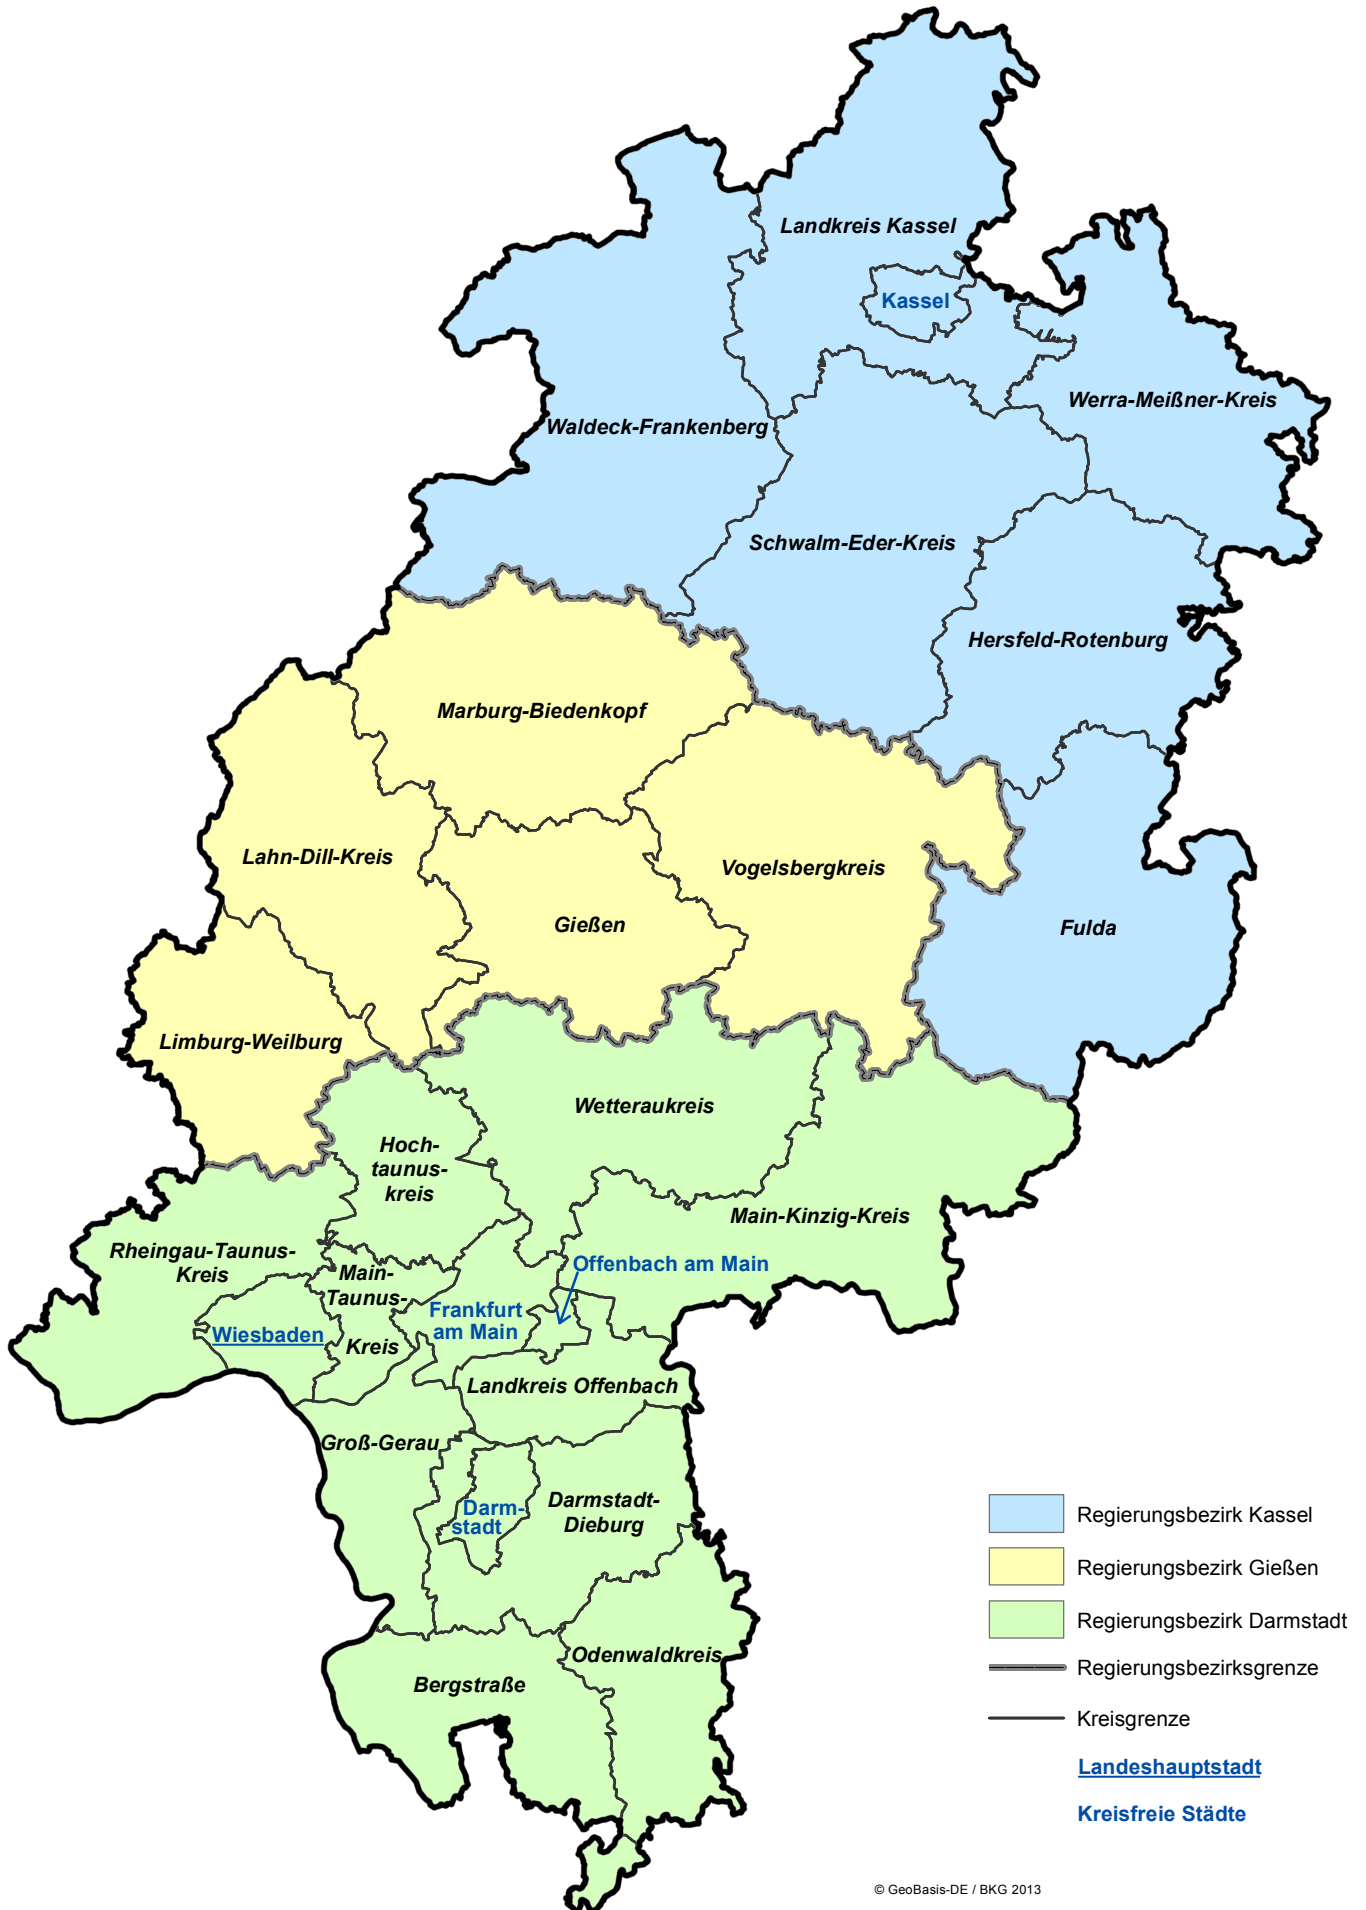 Landkreis Kassel
Kassel
Werra-Meißner-Kreis
Waldeck-Frankenberg
Schwalm-Eder-Kreis
Hersfeld-Rotenburg
Marburg-Biedenkopf
Lahn-Dill-Kreis
Vogelsbergkreis
Gießen
Fulda
Limburg-Weilburg
Wetteraukreis
Hoch-
taunus-
kreis
Main-Kinzig-Kreis
Rheingau-Taunus-
Kreis
Main-
Taunus-
Kreis
Offenbach am Main
Frankfurt
am Main
Wiesbaden
Landkreis Offenbach
Groß-Gerau
Darm-
stadt
Darmstadt-
Dieburg
Odenwaldkreis
Bergstraße
Regierungsbezirk Kassel
Regierungsbezirk Gießen
Regierungsbezirk Darmstadt
Regierungsbezirksgrenze
Kreisgrenze
Landeshauptstadt
Kreisfreie Städte
© GeoBasis-DE / BKG 2013